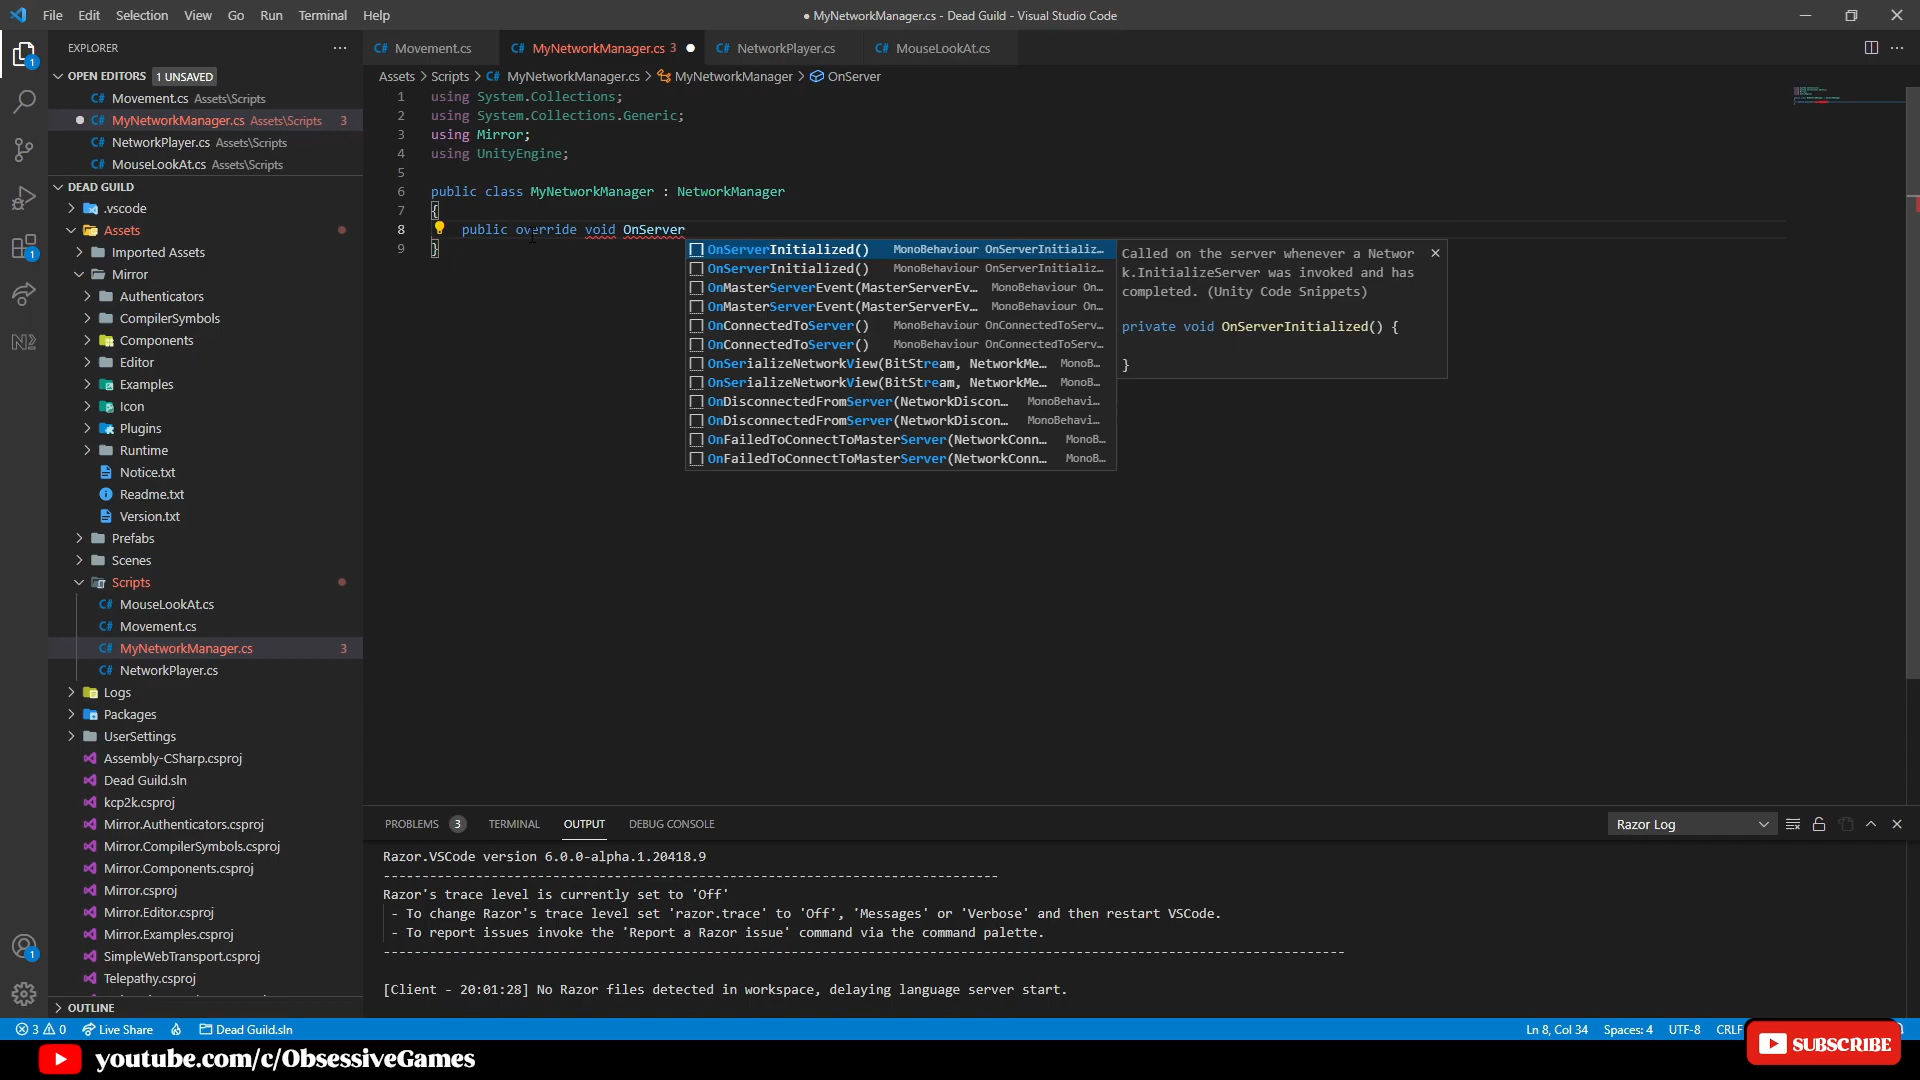 File Edit Selection View Go Run Terminal Help
● MyNetworkManager.cs - Dead Guild - Visual Studio Code
EXPLORER
OPEN EDITORS 1 UNSAVED
C# Movement.cs Assets\Scripts
● C# MyNetworkManager.cs Assets\Scripts 3
C# NetworkPlayer.cs Assets\Scripts
C# MouseLookAt.cs Assets\Scripts
DEAD GUILD
.vscode
Assets
Imported Assets
Mirror
Authenticators
CompilerSymbols
Components
Editor
Examples
Icon
Plugins
Runtime
Notice.txt
Readme.txt
Version.txt
Prefabs
Scenes
Scripts
C# MouseLookAt.cs
C# Movement.cs
C# MyNetworkManager.cs 3
C# NetworkPlayer.cs
Logs
Packages
UserSettings
Assembly-CSharp.csproj
Dead Guild.sln
kcp2k.csproj
Mirror.Authenticators.csproj
Mirror.CompilerSymbols.csproj
Mirror.Components.csproj
Mirror.csproj
Mirror.Editor.csproj
Mirror.Examples.csproj
SimpleWebTransport.csproj
Telepathy.csproj
OUTLINE
C# Movement.cs C# MyNetworkManager.cs 3 ● C# NetworkPlayer.cs C# MouseLookAt.cs
Assets > Scripts > C# MyNetworkManager.cs > MyNetworkManager > OnServer
1 using System.Collections;
2 using System.Collections.Generic;
3 using Mirror;
4 using UnityEngine;
5
6 public class MyNetworkManager : NetworkManager
7 {
8 public override void OnServer
9 }
OnServerInitialized() MonoBehaviour OnServerInitializ…
OnServerInitialized() MonoBehaviour OnServerInitializ…
OnMasterServerEvent(MasterServerEv… MonoBehaviour On…
OnMasterServerEvent(MasterServerEv… MonoBehaviour On…
OnConnectedToServer() MonoBehaviour OnConnectedToServ…
OnConnectedToServer() MonoBehaviour OnConnectedToServ…
OnSerializeNetworkView(BitStream, NetworkMe… MonoB…
OnSerializeNetworkView(BitStream, NetworkMe… MonoB…
OnDisconnectedFromServer(NetworkDiscon… MonoBehavi…
OnDisconnectedFromServer(NetworkDiscon… MonoBehavi…
OnFailedToConnectToMasterServer(NetworkConn… MonoB…
OnFailedToConnectToMasterServer(NetworkConn… MonoB…
Called on the server whenever a Networ
k.InitializeServer was invoked and has
completed. (Unity Code Snippets)
private void OnServerInitialized() {
}
PROBLEMS 3 TERMINAL OUTPUT DEBUG CONSOLE
Razor Log
Razor.VSCode version 6.0.0-alpha.1.20418.9
--------------------------------------------------------------------------------
Razor's trace level is currently set to 'Off'
- To change Razor's trace level set 'razor.trace' to 'Off', 'Messages' or 'Verbose' and then restart VSCode.
- To report issues invoke the 'Report a Razor issue' command via the command palette.
-----------------------------------------------------------------------------------------------------------------------------
[Client - 20:01:28] No Razor files detected in workspace, delaying language server start.
3 0 Live Share Dead Guild.sln
Ln 8, Col 34 Spaces: 4 UTF-8 CRLF
youtube.com/c/ObsessiveGames
SUBSCRIBE